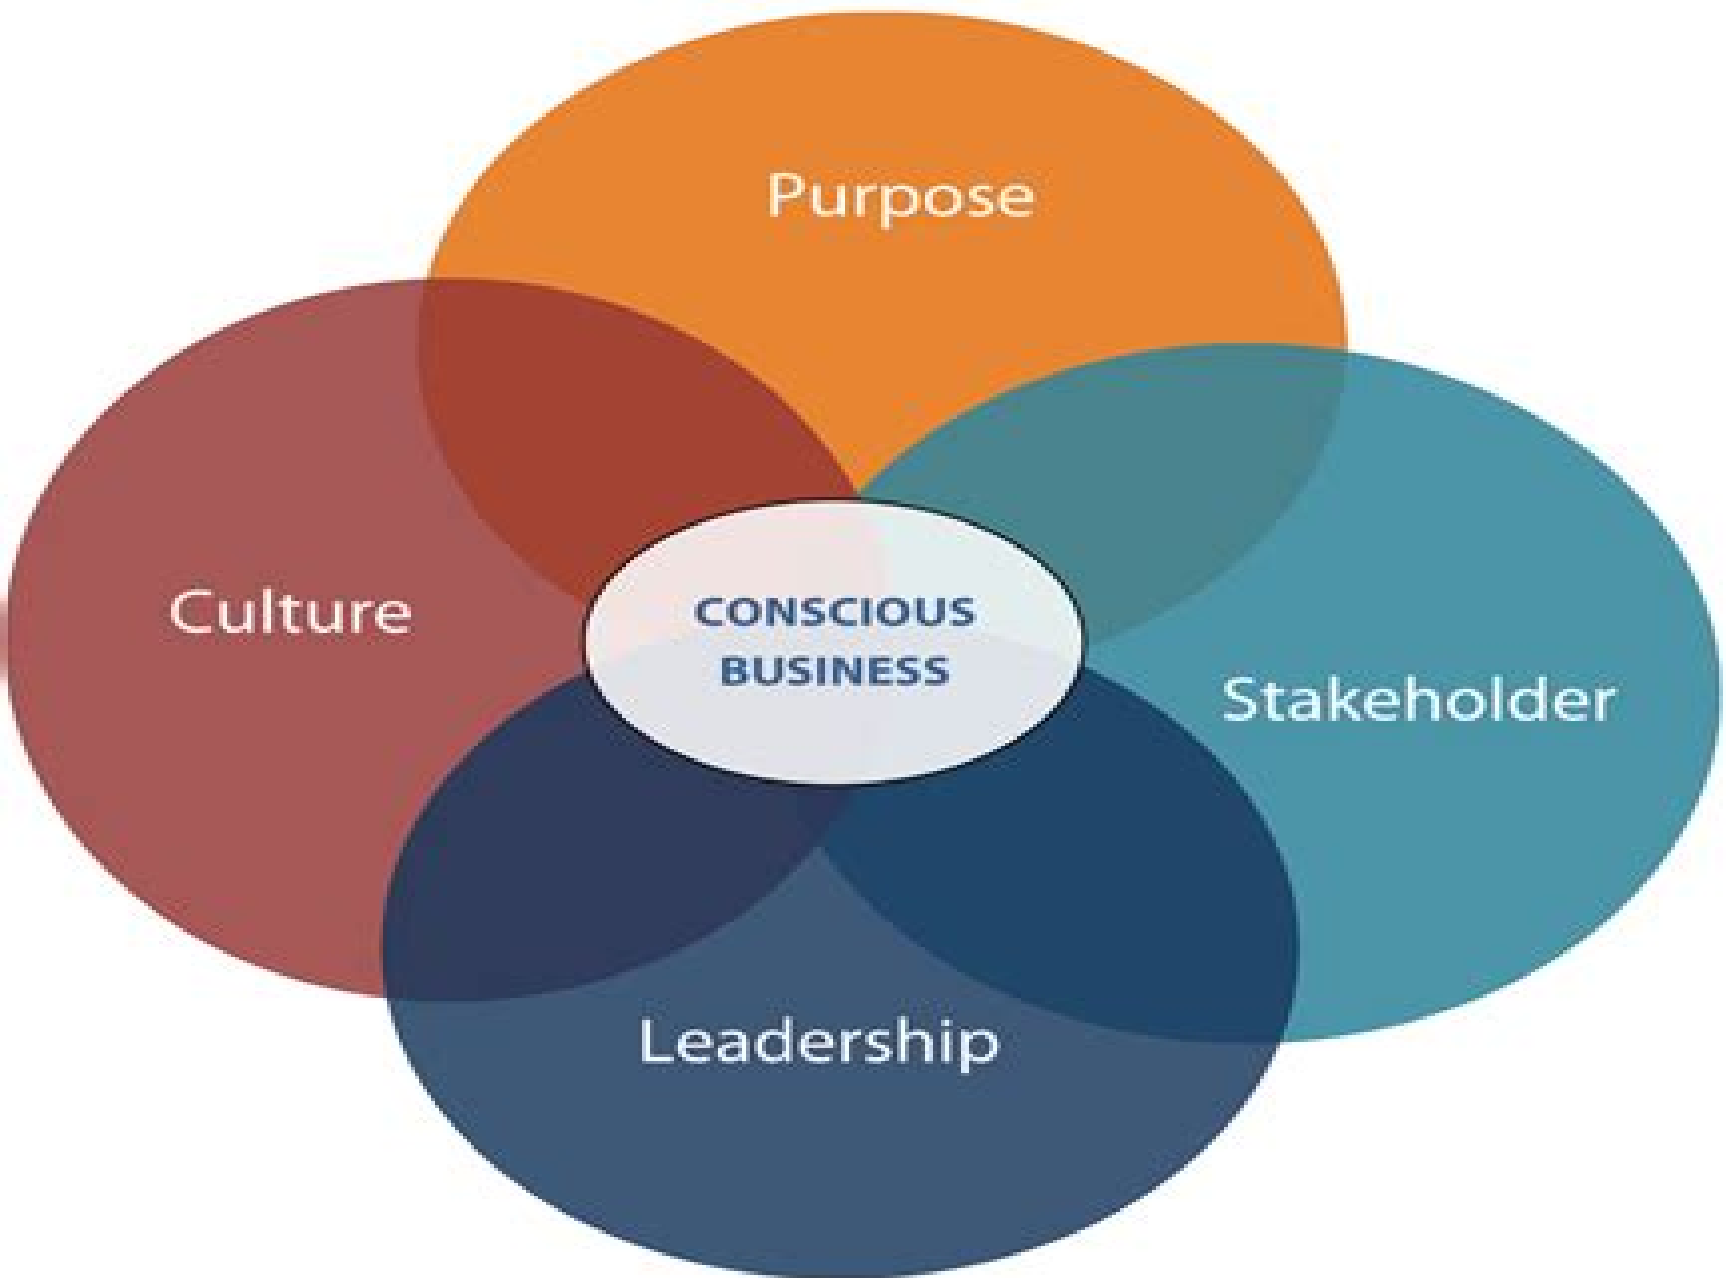 Purpose
Culture
CONSCIOUS
BUSINESS
Stakeholder
Leadership